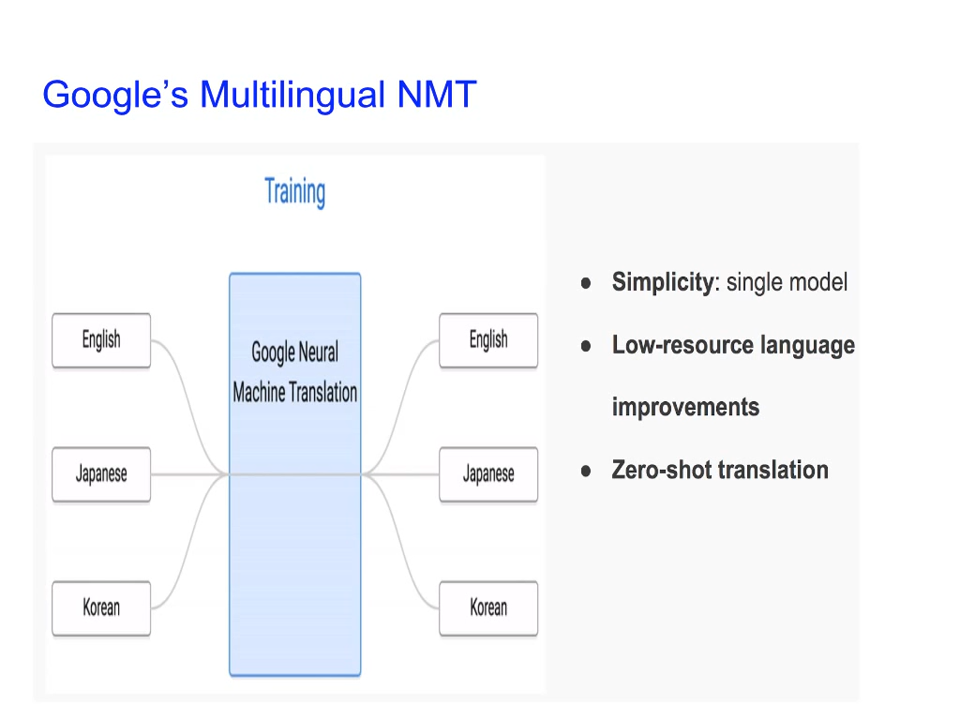 Google’s Multilingual NMT
Training
English
Japanese
Korean
Google Neural
Machine Translation
English
Japanese
Korean
● Simplicity: single model
● Low-resource language
improvements
● Zero-shot translation